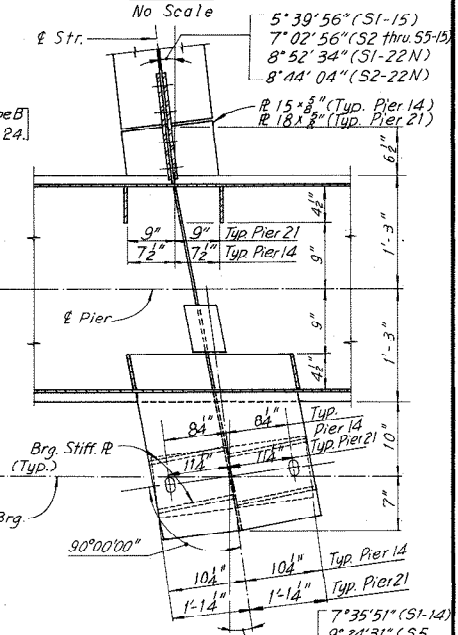 No Scale
℄ Str.
5°39'56" (S1-15)
7°02'56" (S2 thru. S5-15)
8°52'34" (S1-22N)
8°44'04" (S2-22N)
pe B
24.
℄ 15 x 5/8" (Typ. Pier 14)
℄ 18 x 5/8" (Typ. Pier 21)
6 1/2"
4 1/2"
1'-3"
9" 9" Typ. Pier 21
7 1/2" 7 1/2" Typ. Pier 14
9"
℄ Pier
9"
1'-3"
4 1/2"
8 1/4" 8 1/4" Typ. Pier 14
Brg. Stiff. ℄
(Typ.)
11 1/4" 11 1/4" Typ. Pier 21
10"
Brg.
7"
90°00'00"
10 1/4" 10 1/4" Typ. Pier 14
1'-1 1/4" 1'-1 1/4" Typ. Pier 21
7°35'51" (S1-14)